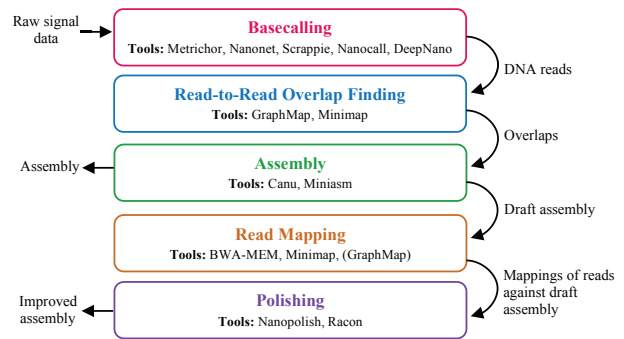 Raw signal
data
Basecalling
Tools: Metrichor, Nanonet, Scrappie, Nanocall, DeepNano
DNA reads
Read-to-Read Overlap Finding
Tools: GraphMap, Minimap
Overlaps
Assembly
Assembly
Tools: Canu, Miniasm
Draft assembly
Read Mapping
Tools: BWA-MEM, Minimap, (GraphMap)
Mappings of reads
against draft
assembly
Improved
assembly
Polishing
Tools: Nanopolish, Racon